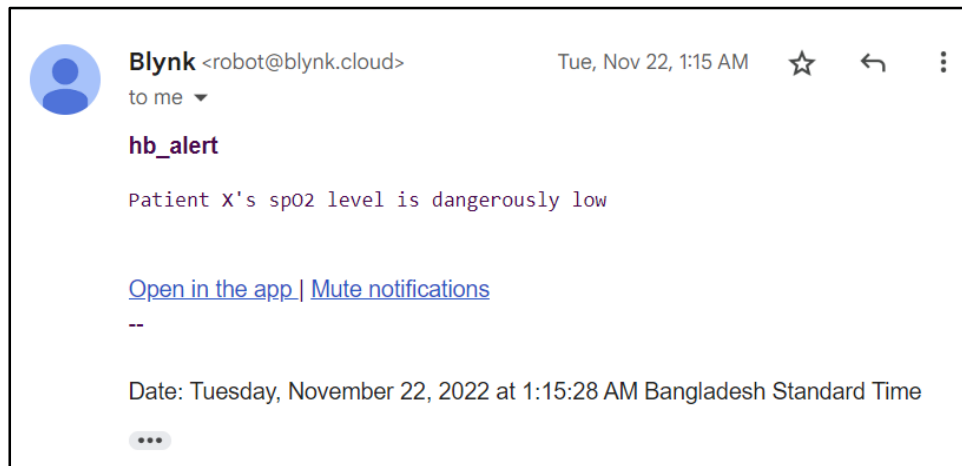 Blynk <robot@blynk.cloud> Tue, Nov 22, 1:15 AM
to me
hb_alert
Patient X's spO2 level is dangerously low
Open in the app | Mute notifications
--
Date: Tuesday, November 22, 2022 at 1:15:28 AM Bangladesh Standard Time